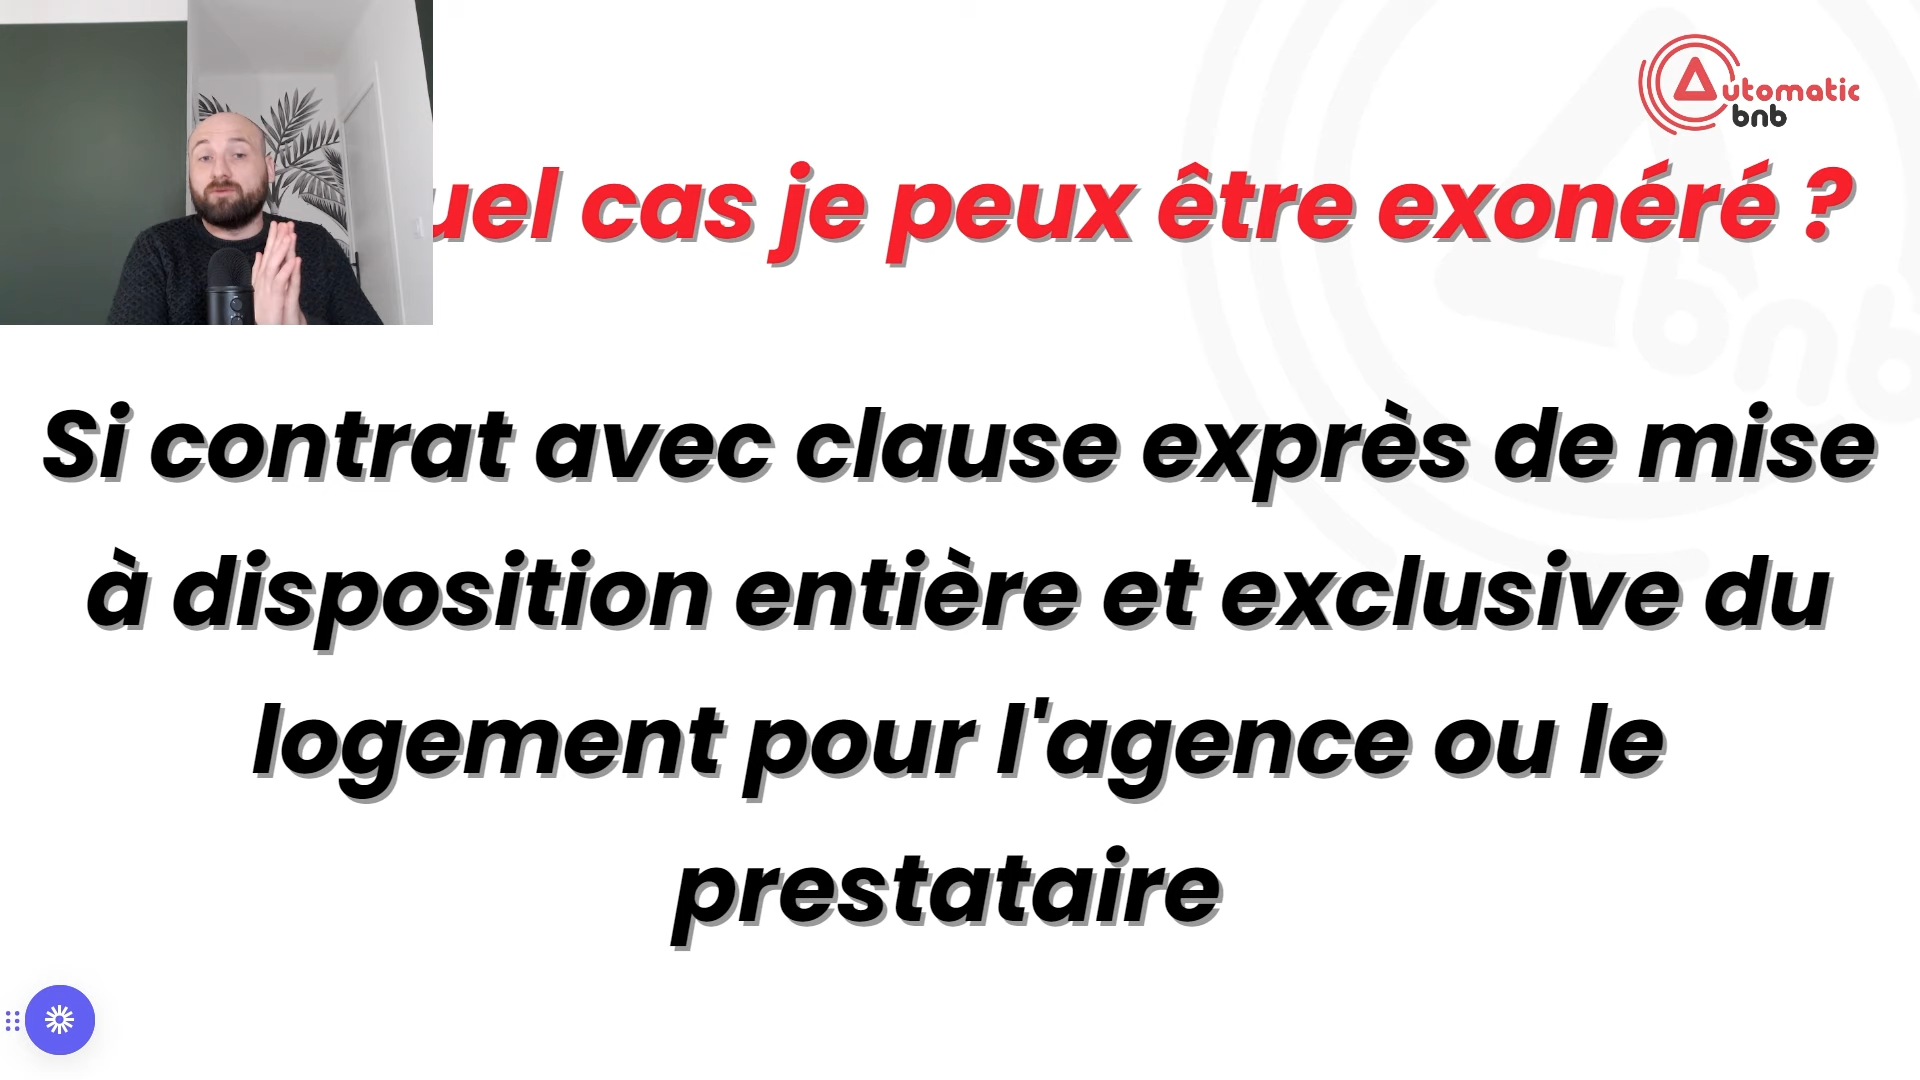 utomatic
bnb
uel cas je peux être exonéré ?
Si contrat avec clause exprès de mise
à disposition entière et exclusive du
logement pour l'agence ou le
prestataire